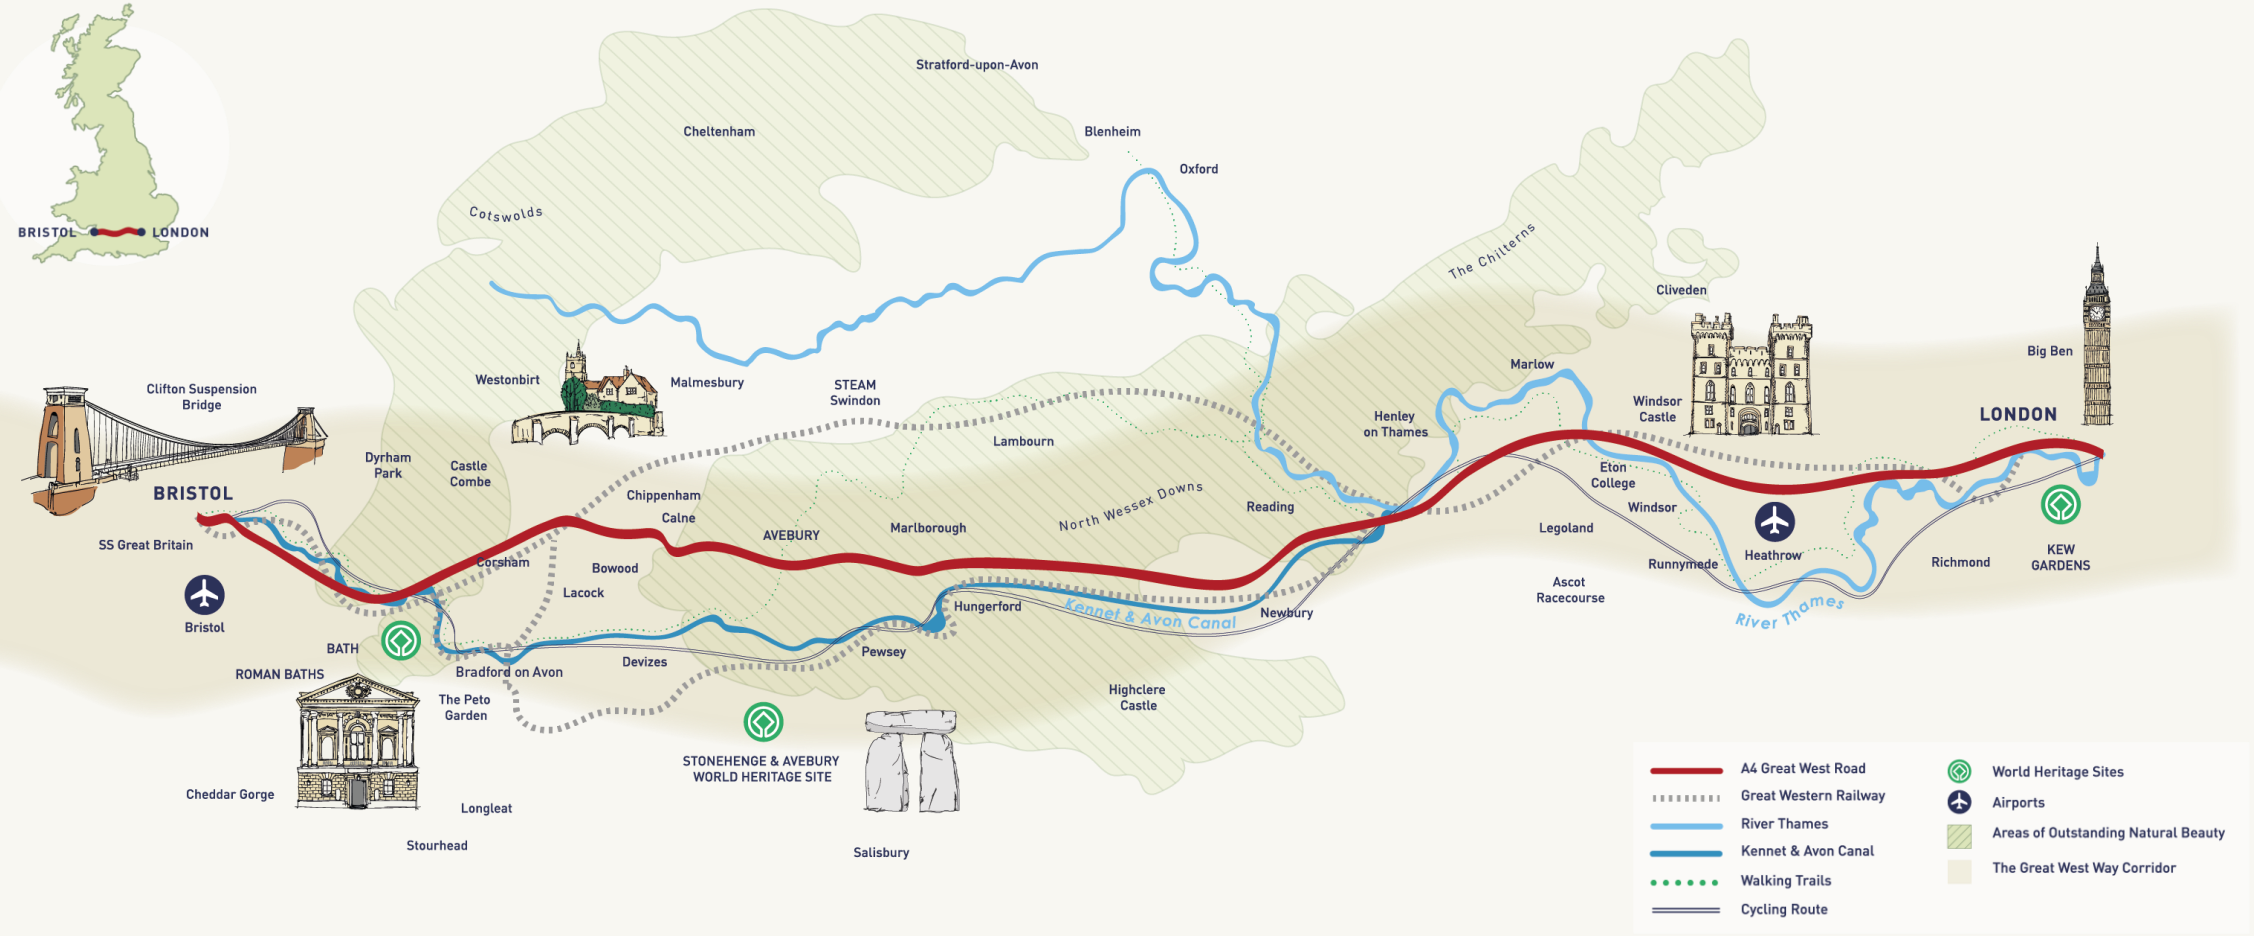 Stratford-upon-Avon
Cheltenham
Blenheim
Oxford
Cotswolds
BRISTOL
LONDON
The Chilterns
Cliveden
Big Ben
Marlow
Westonbirt
Malmesbury
STEAM
Swindon
Clifton Suspension
Bridge
Windsor
Castle
LONDON
Henley
on Thames
Lambourn
Dyrham
Park
Castle
Combe
Eton
College
BRISTOL
Chippenham
Calne
North Wessex Downs
Reading
Windsor
Marlborough
AVEBURY
Legoland
SS Great Britain
Heathrow
KEW
GARDENS
Corsham
Bowood
Runnymede
Richmond
Lacock
Ascot
Racecourse
Hungerford
Kennet & Avon Canal
Newbury
River Thames
Bristol
BATH
Pewsey
Devizes
ROMAN BATHS
Bradford on Avon
The Peto
Garden
Highclere
Castle
STONEHENGE & AVEBURY
WORLD HERITAGE SITE
Cheddar Gorge
Longleat
Stourhead
Salisbury
A4 Great West Road
Great Western Railway
River Thames
Kennet & Avon Canal
Walking Trails
Cycling Route
World Heritage Sites
Airports
Areas of Outstanding Natural Beauty
The Great West Way Corridor